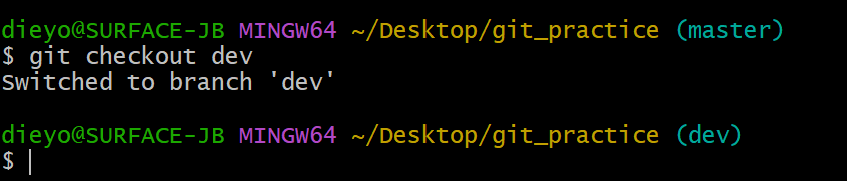 dieyo@SURFACE-JB MINGW64 ~/Desktop/git_practice (master)
$ git checkout dev
Switched to branch 'dev'
dieyo@SURFACE-JB MINGW64 ~/Desktop/git_practice (dev)
$